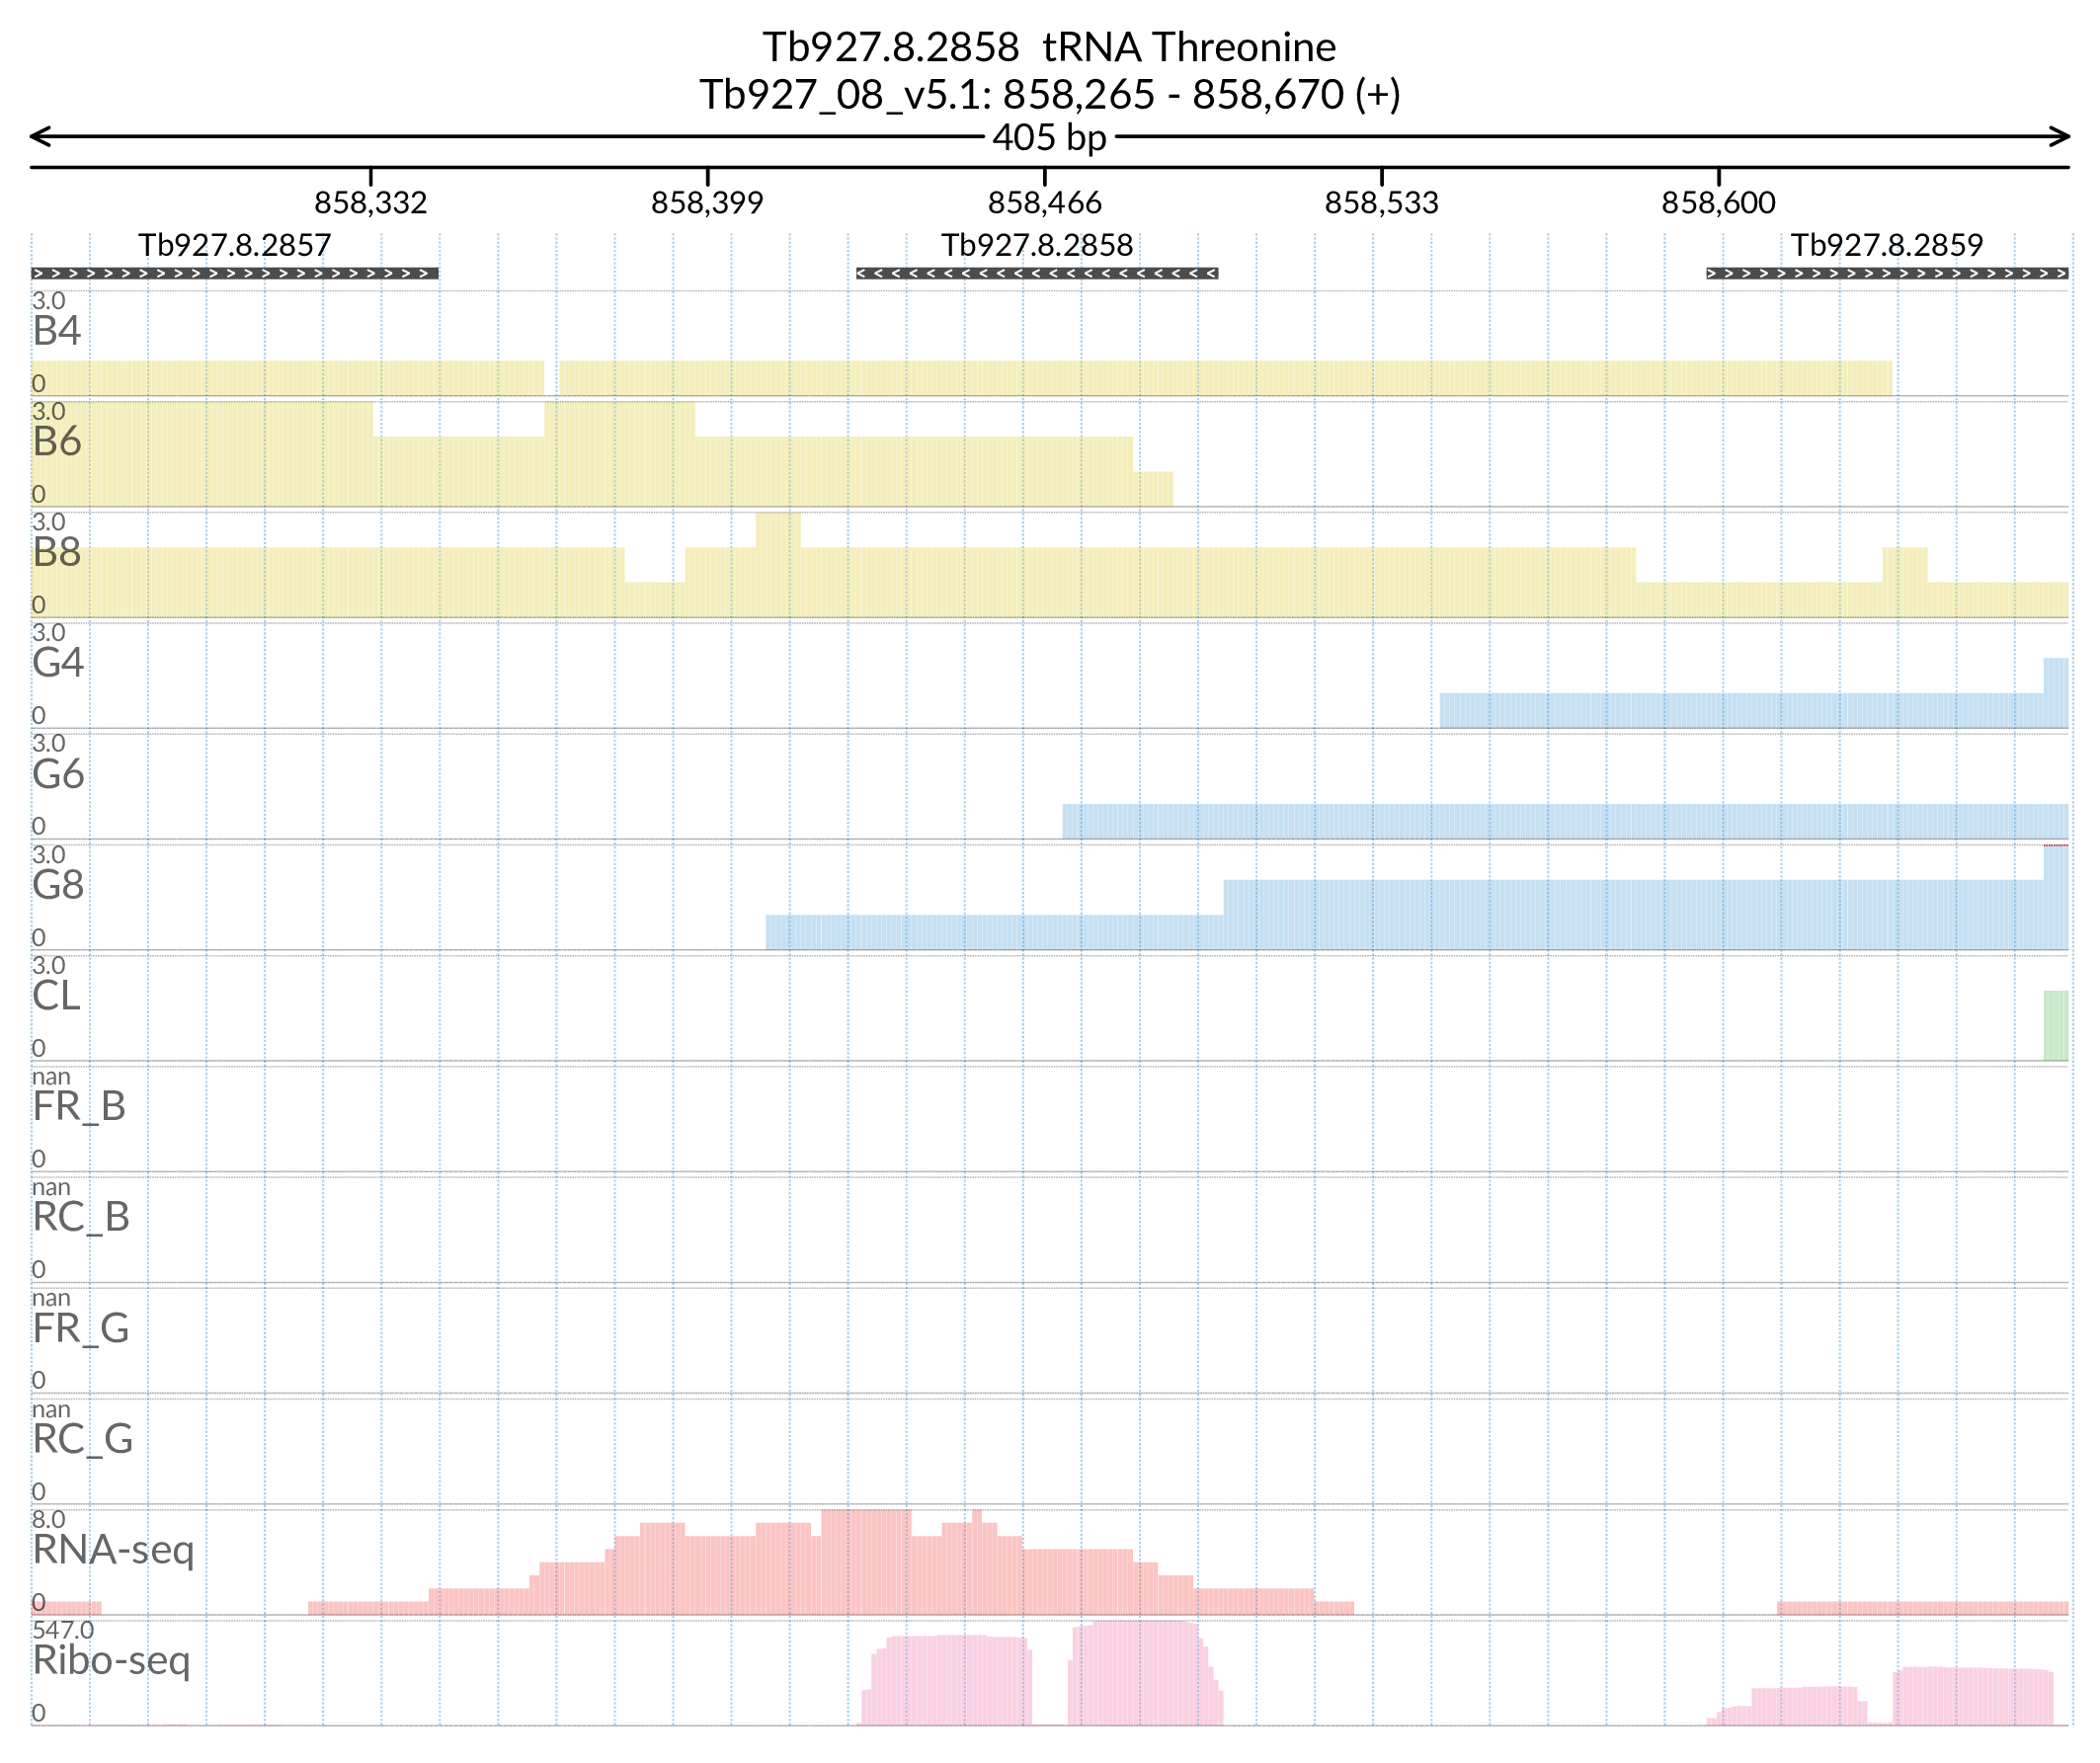 Tb927.8.2858  tRNA Threonine
Tb927_08_v5.1: 858,265 - 858,670 (+)
405 bp
858,332 858,399 858,466 858,533 858,600
Tb927.8.2857 Tb927.8.2858 Tb927.8.2859
3.0
B4
0
3.0
B6
0
3.0
B8
0
3.0
G4
0
3.0
G6
0
3.0
G8
0
3.0
CL
0
nan
FR_B
0
nan
RC_B
0
nan
FR_G
0
nan
RC_G
0
8.0
RNA-seq
0
547.0
Ribo-seq
0